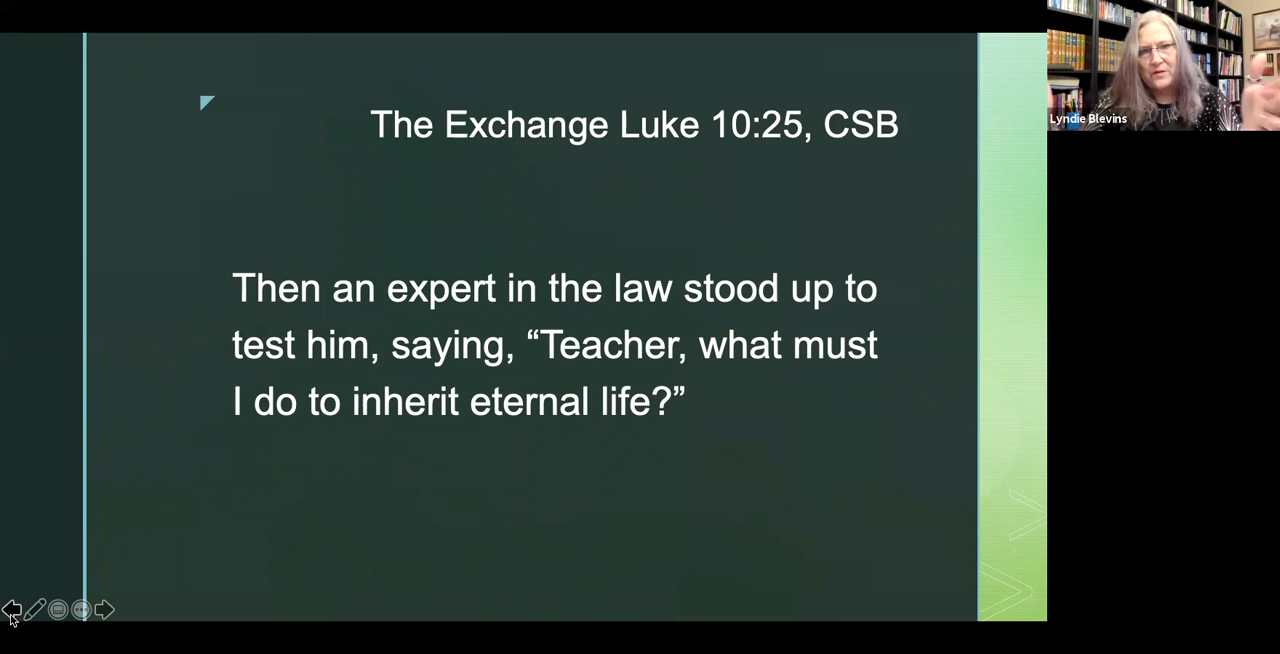 The Exchange Luke 10:25, CSB
Then an expert in the law stood up to
test him, saying, “Teacher, what must
I do to inherit eternal life?”
Lyndie Blevins